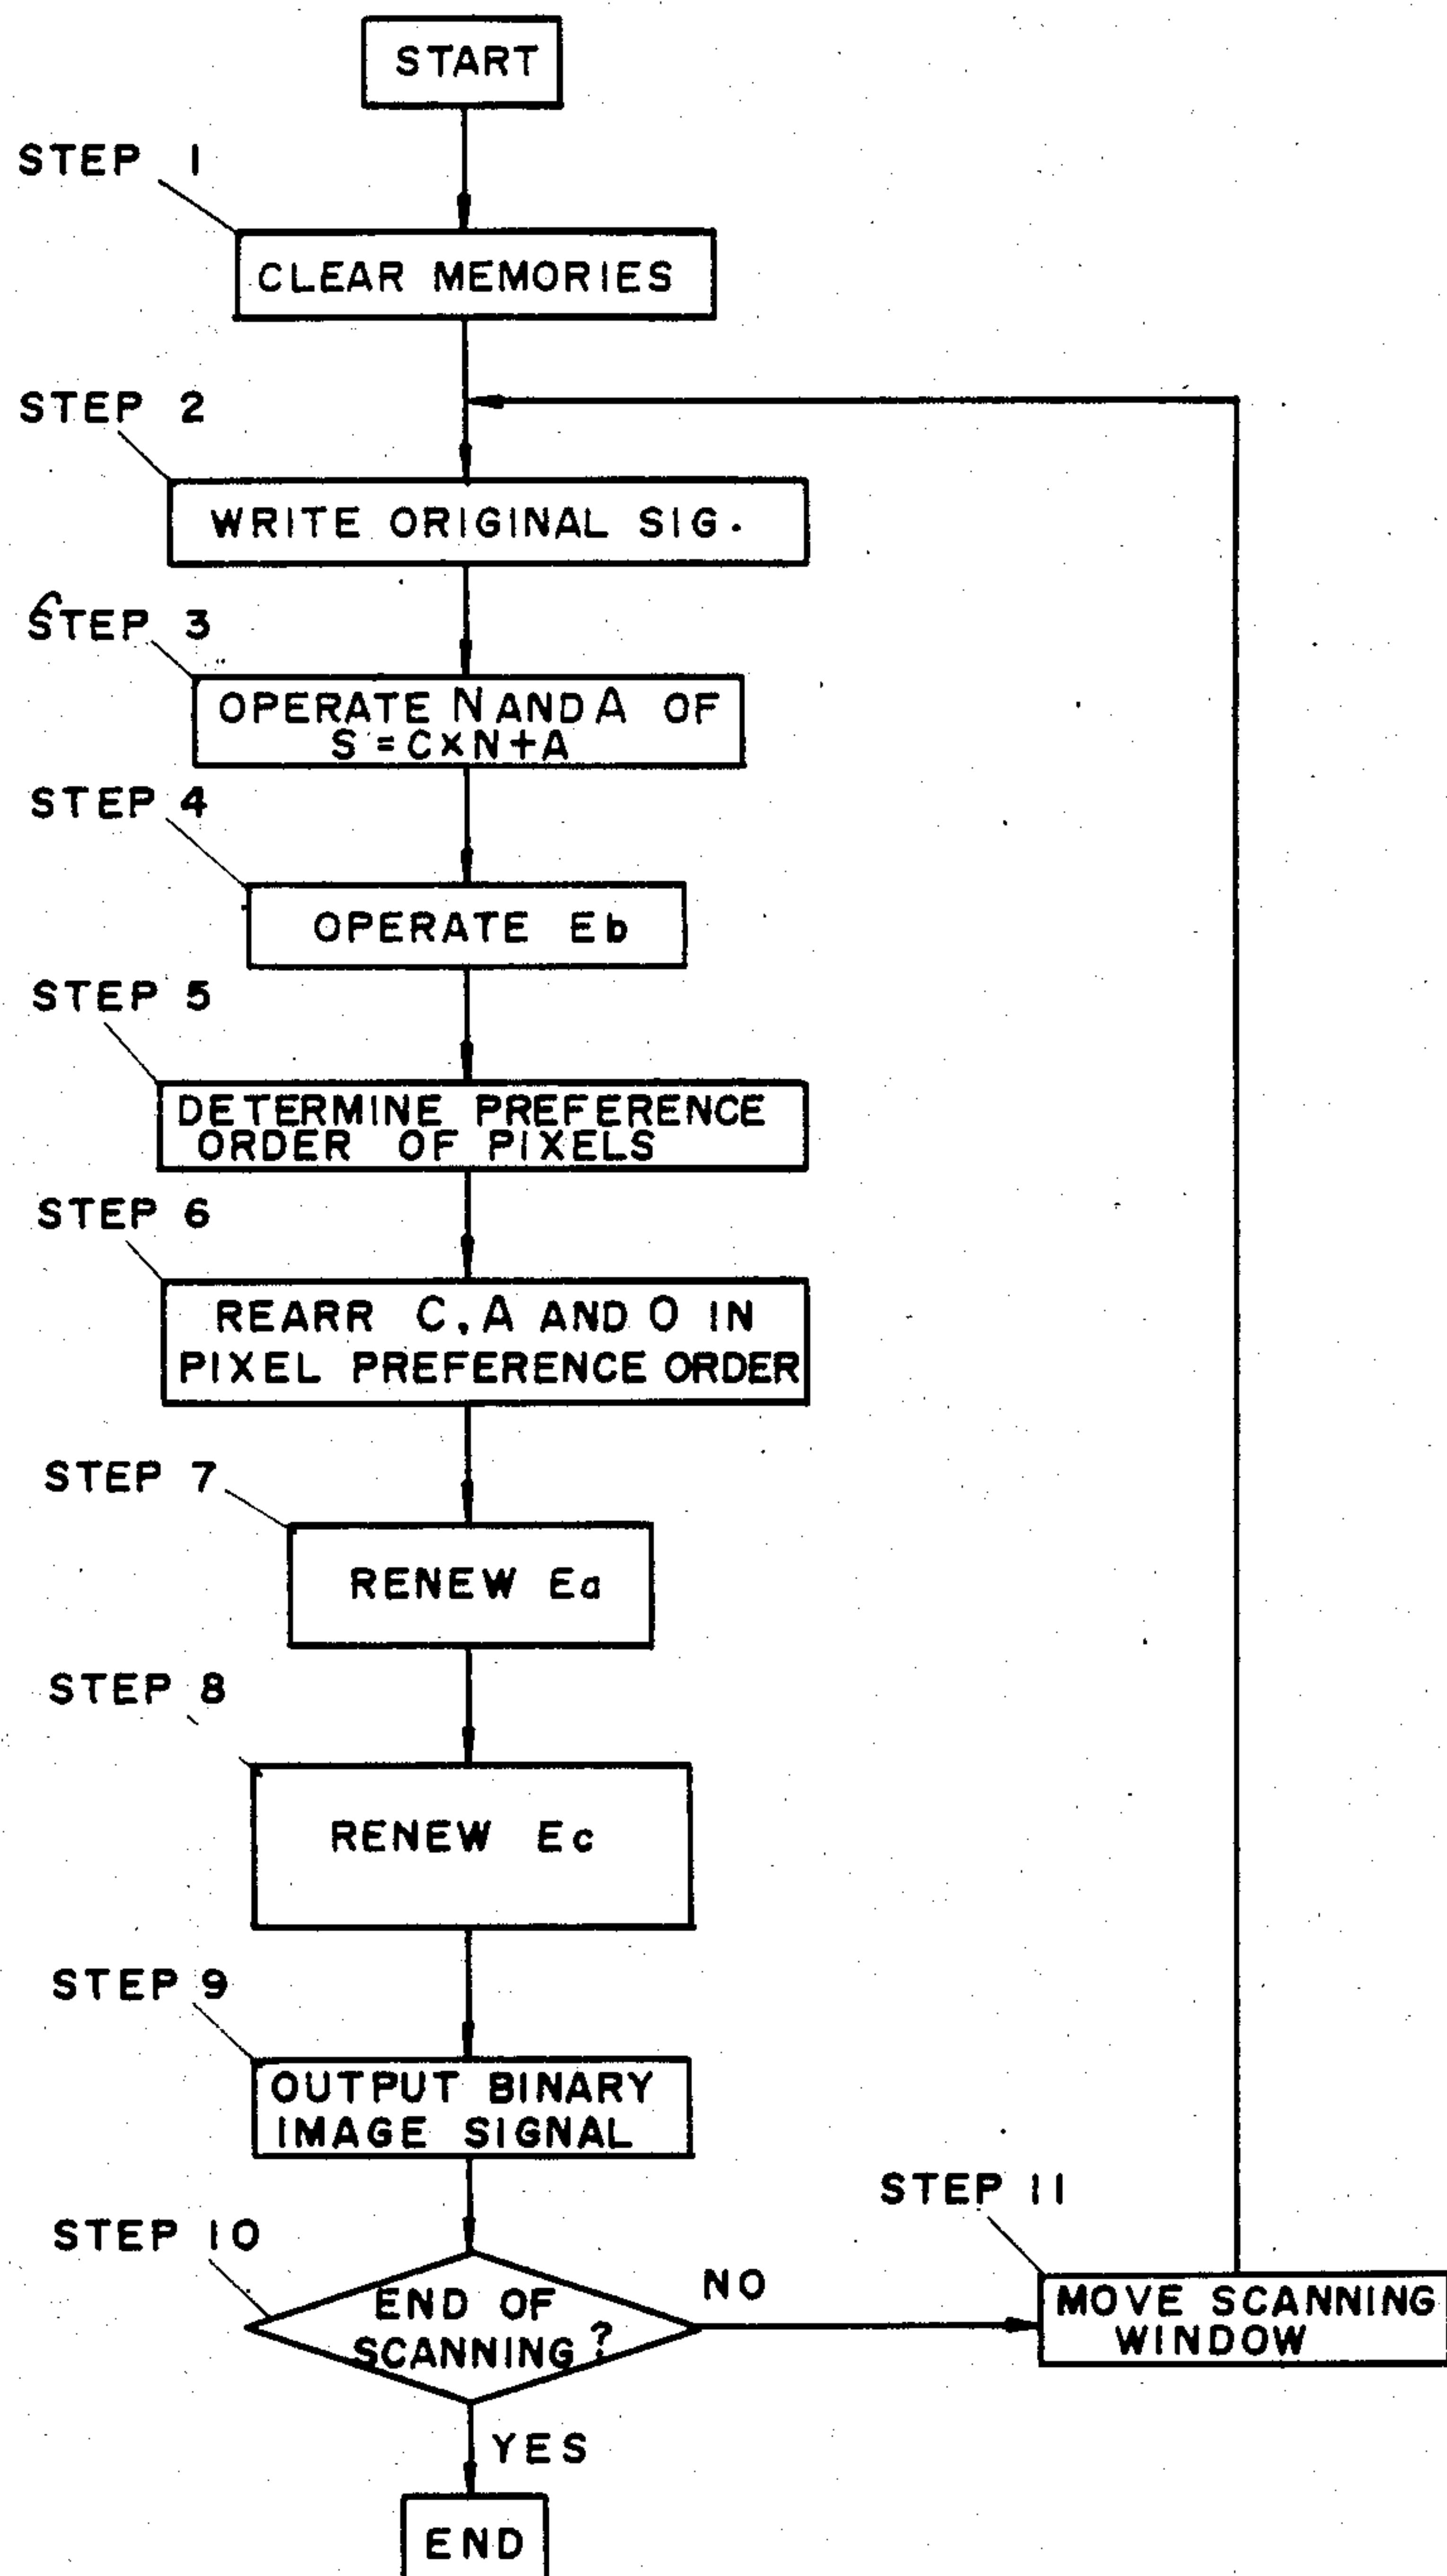 START
STEP 1
CLEAR MEMORIES
STEP 2
WRITE ORIGINAL SIG.
STEP 3
OPERATE N AND A OF
S = C×N+A
STEP 4
OPERATE Eb
STEP 5
DETERMINE PREFERENCE
ORDER OF PIXELS
STEP 6
REARR C, A AND O IN
PIXEL PREFERENCE ORDER
STEP 7
RENEW Ea
STEP 8
RENEW Ec
STEP 9
OUTPUT BINARY
IMAGE SIGNAL
STEP 10
END OF
SCANNING?
NO
STEP 11
MOVE SCANNING
WINDOW
YES
END